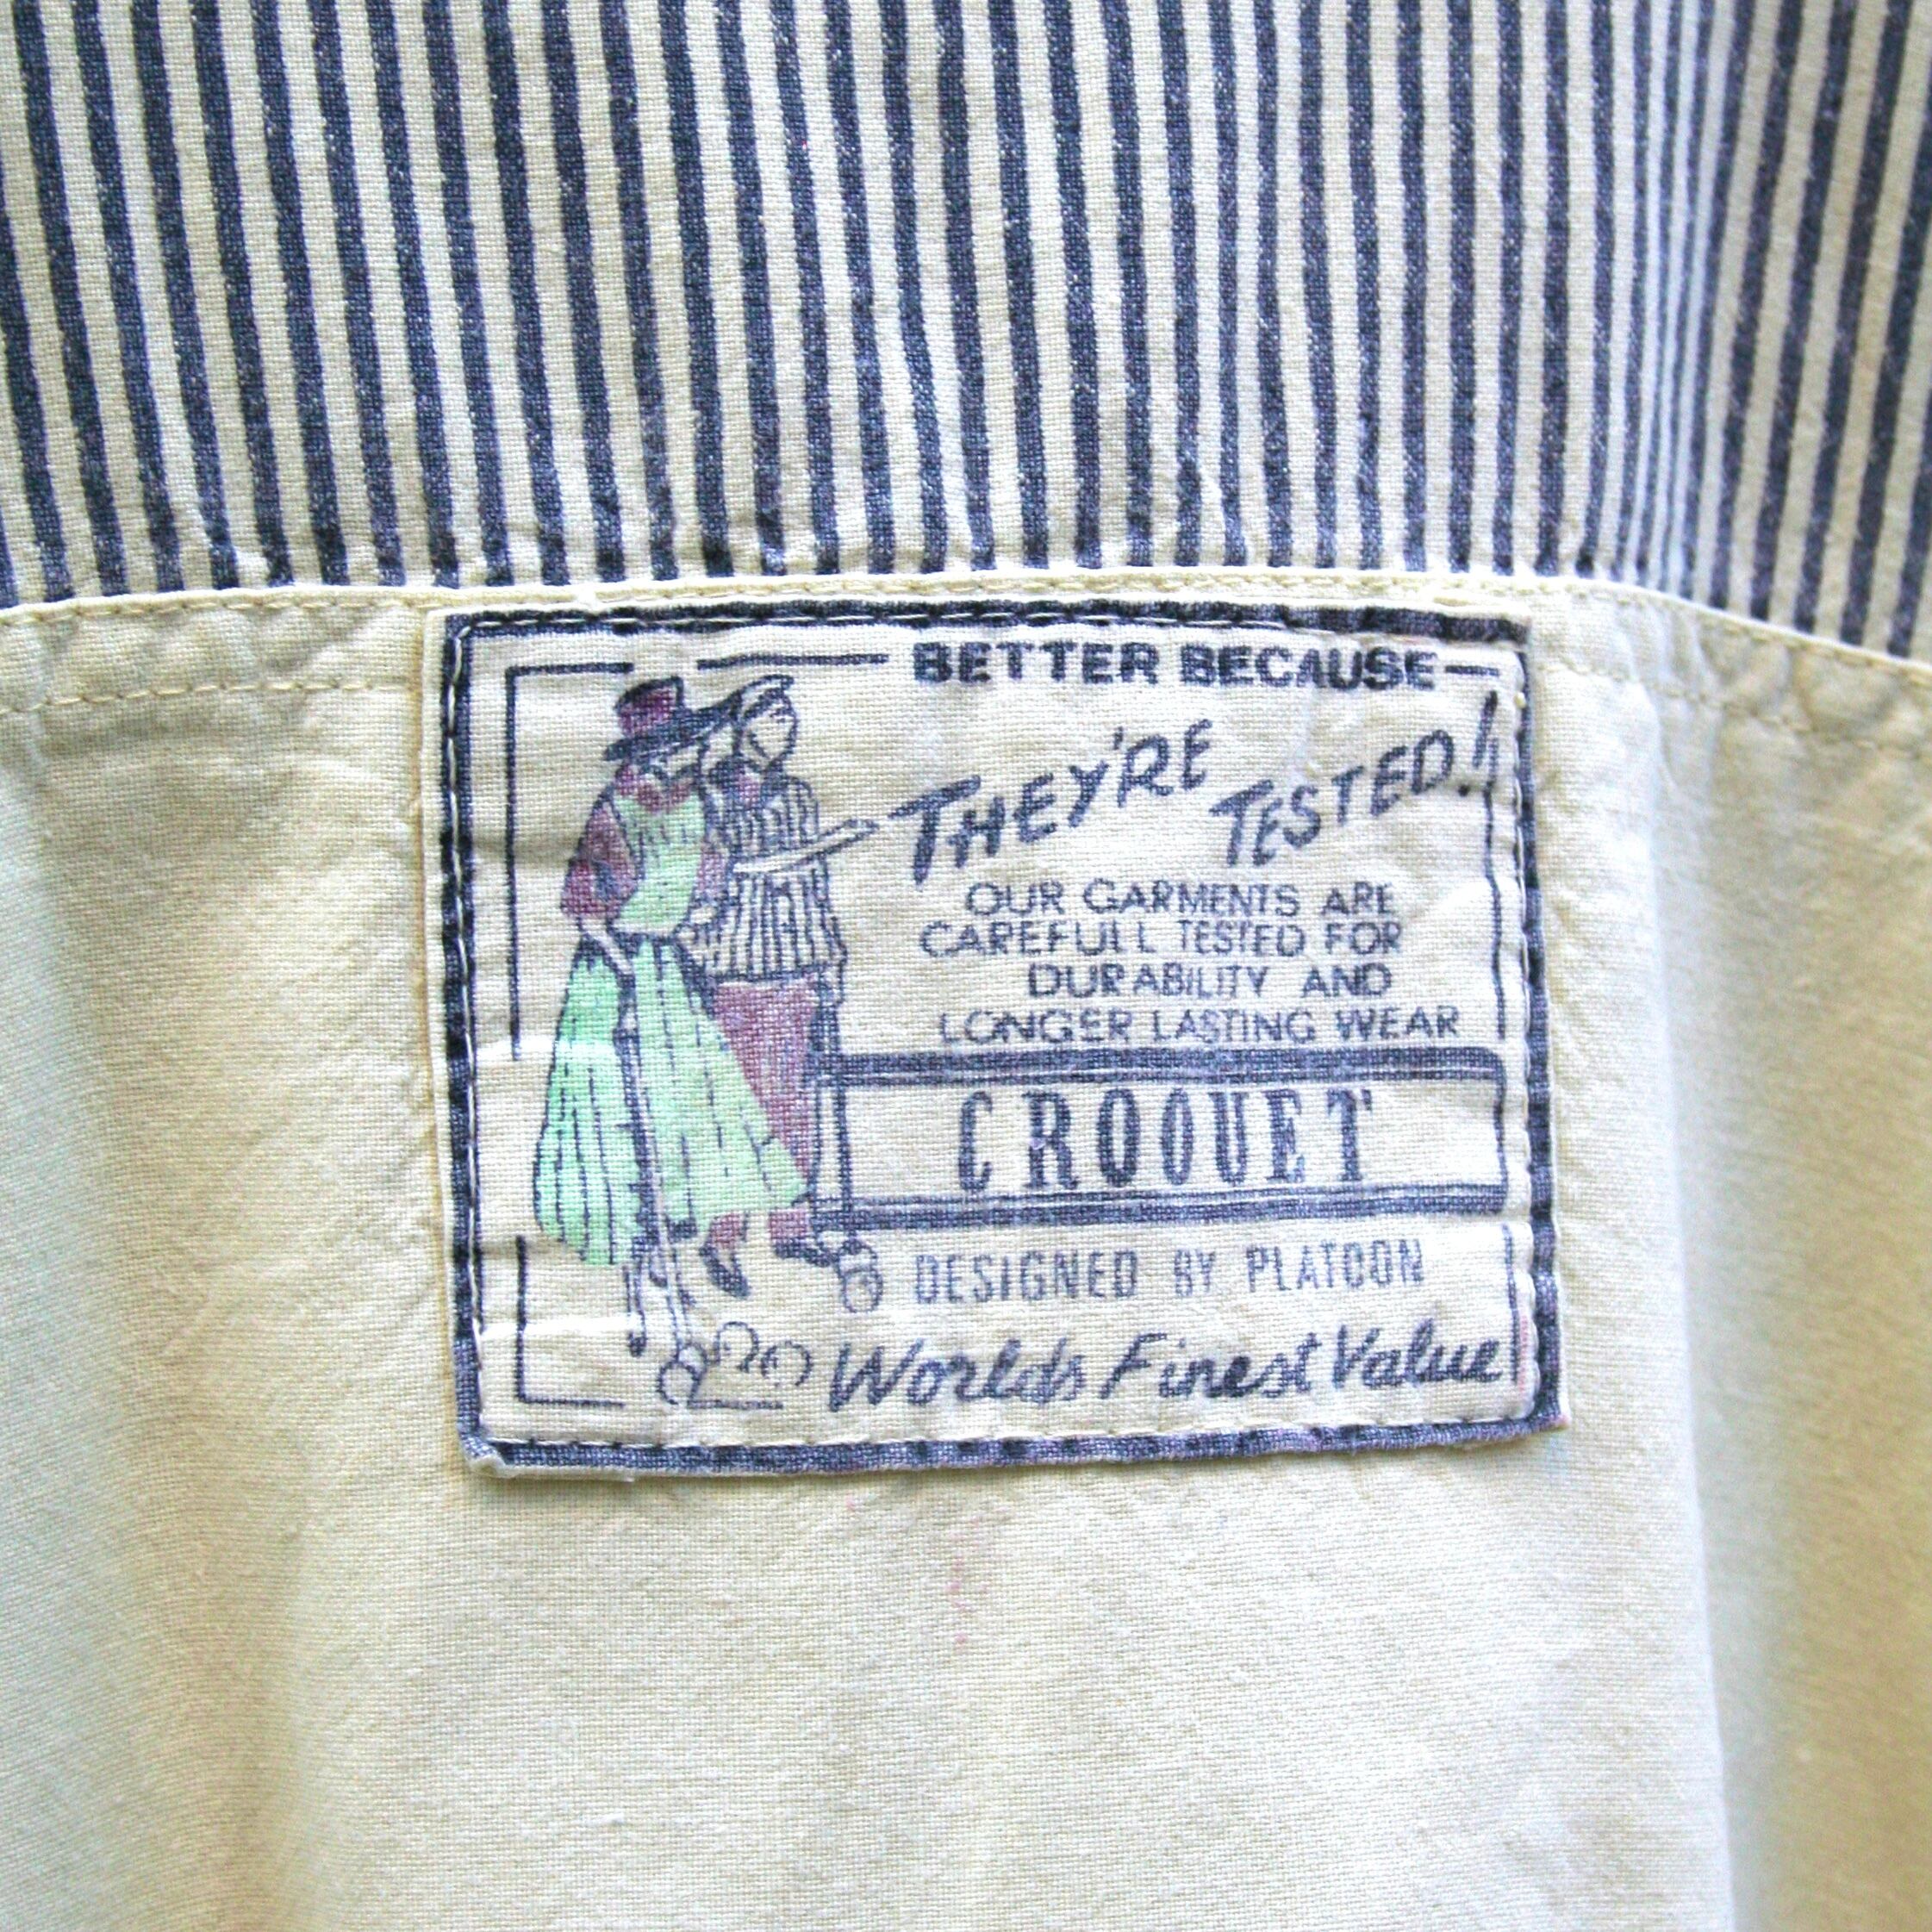 BETTER BECAUSE
THEY'RE TESTED!
OUR GARMENTS ARE
CAREFULL TESTED FOR
DURABILITY AND
LONGER LASTING WEAR
CROQUET
DESIGNED BY PLATOON
Worlds Finest Value